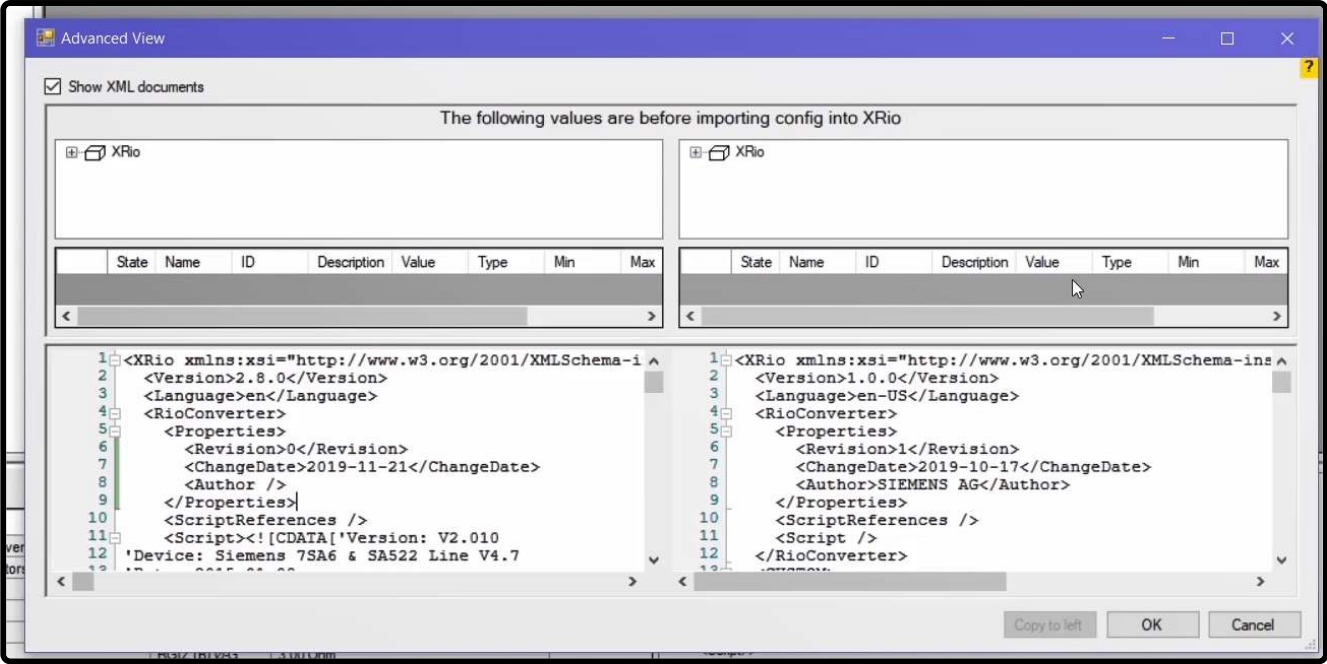 Advanced View
?
Show XML documents
The following values are before importing config into XRio
XRio
XRio
State Name ID Description Value Type Min Max
State Name ID Description Value Type Min Max
1 <XRio xmlns:xsi="http://www.w3.org/2001/XMLSchema-i
2 <Version>2.8.0</Version>
3 <Language>en</Language>
4 <RioConverter>
5 <Properties>
6 <Revision>0</Revision>
7 <ChangeDate>2019-11-21</ChangeDate>
8 <Author />
9 </Properties>
10 <ScriptReferences />
11 <Script><![CDATA['Version: V2.010
12 'Device: Siemens 7SA6 & SA522 Line V4.7
1 <XRio xmlns:xsi="http://www.w3.org/2001/XMLSchema-ins
2 <Version>1.0.0</Version>
3 <Language>en-US</Language>
4 <RioConverter>
5 <Properties>
6 <Revision>1</Revision>
7 <ChangeDate>2019-10-17</ChangeDate>
8 <Author>SIEMENS AG</Author>
9 </Properties>
10 <ScriptReferences />
11 <Script />
12 </RioConverter>
Copy to left OK Cancel